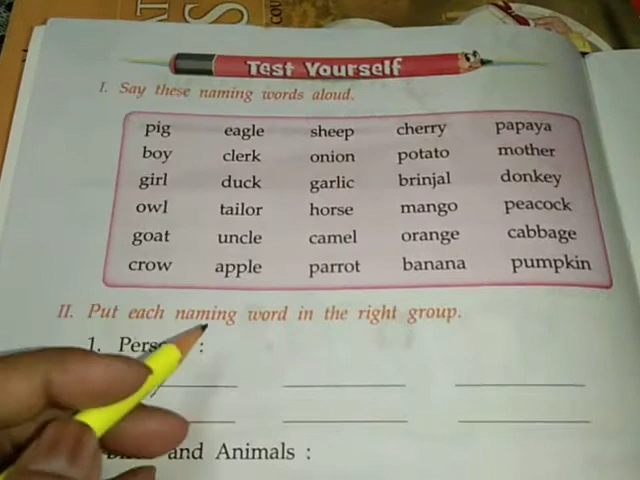 Test Yourself
I. Say these naming words aloud.
pig eagle sheep cherry papaya
boy clerk onion potato mother
girl duck garlic brinjal donkey
owl tailor horse mango peacock
goat uncle camel orange cabbage
crow apple parrot banana pumpkin
II. Put each naming word in the right group.
1. :
and Animals :